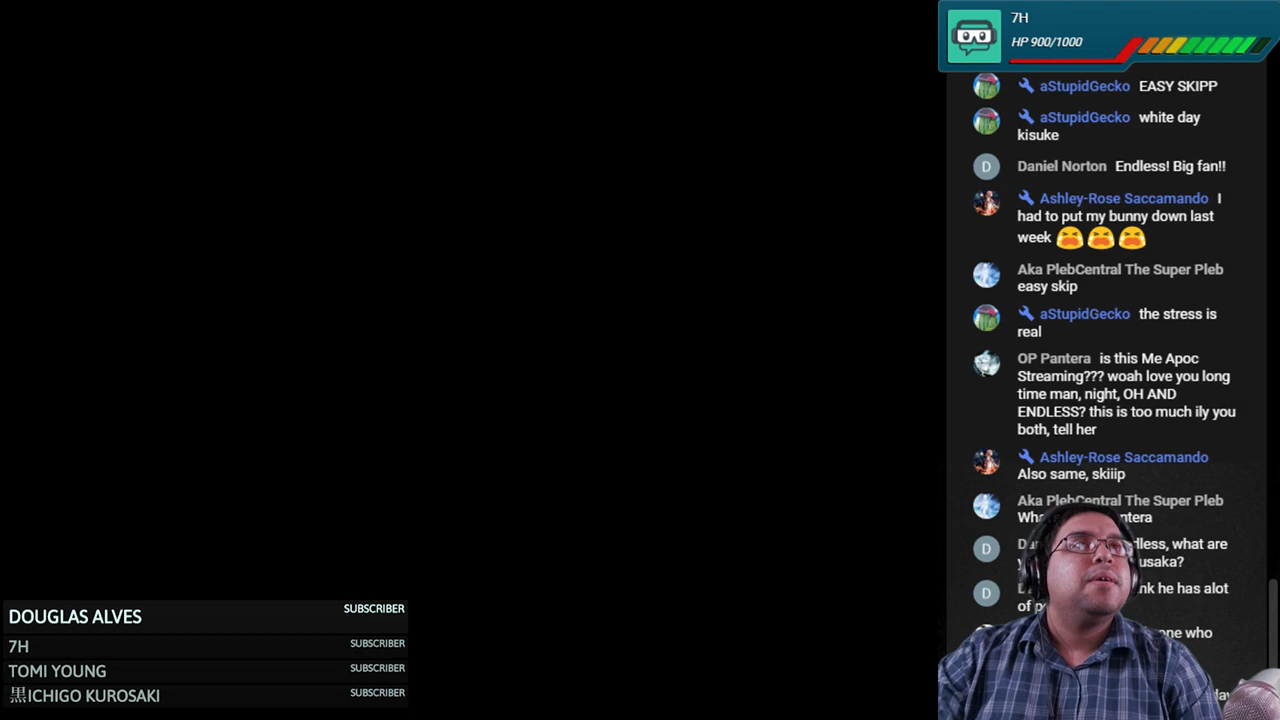 7H
HP 900/1000
aStupidGecko EASY SKIPP
aStupidGecko white day
kisuke
D Daniel Norton Endless! Big fan!!
Ashley-Rose Saccamando I
had to put my bunny down last
week
Aka PlebCentral The Super Pleb
easy skip
aStupidGecko the stress is
real
OP Pantera is this Me Apoc
Streaming??? woah love you long
time man, night, OH AND
ENDLESS? this is too much ily you
both, tell her
Ashley-Rose Saccamando
Also same, skiiip
Aka PlebCentral The Super Pleb
D what are
D he has alot
of
who
DOUGLAS ALVES SUBSCRIBER
7H SUBSCRIBER
TOMI YOUNG SUBSCRIBER
黒ICHIGO KUROSAKI SUBSCRIBER